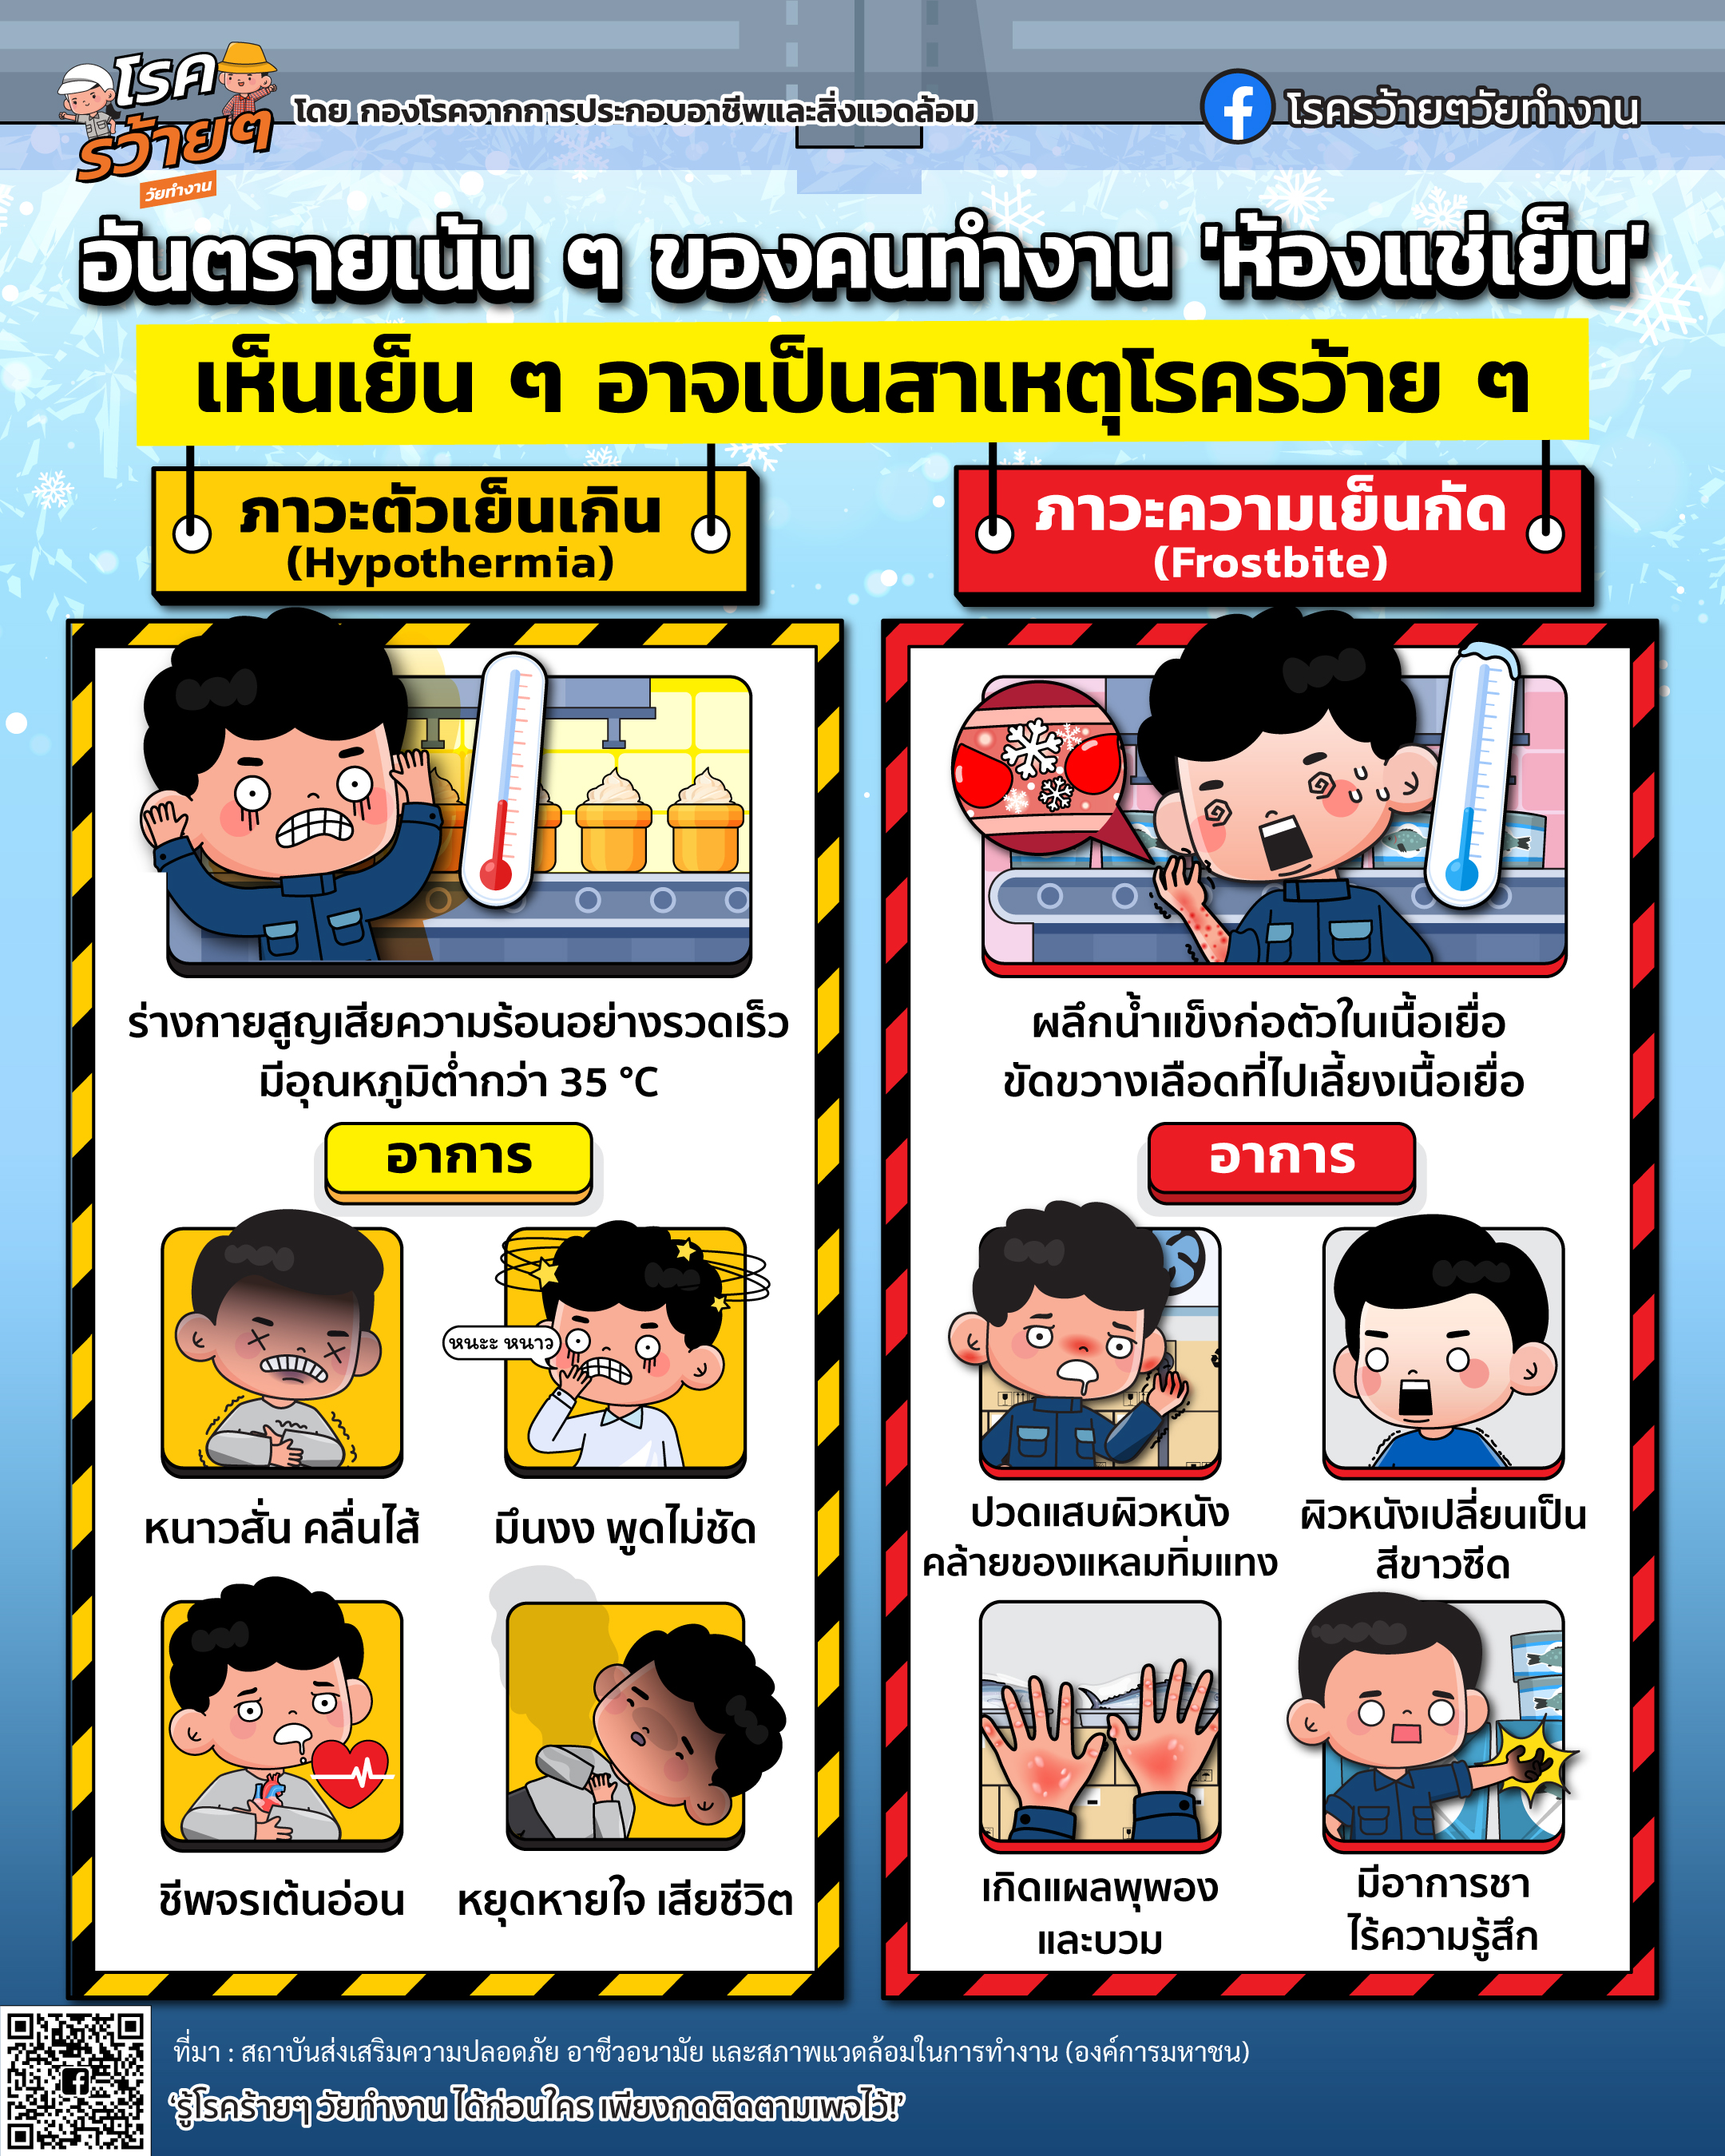 โรค
รว้ายๆ
วัยทำงาน
โดย กองโรคจากการประกอบอาชีพและสิ่งแวดล้อม
โรครว้ายๆวัยทำงาน
อันตรายเน้น ๆ ของคนทำงาน 'ห้องแช่เย็น'
เห็นเย็น ๆ อาจเป็นสาเหตุโรครว้าย ๆ
ภาวะตัวเย็นเกิน
(Hypothermia)
ร่างกายสูญเสียความร้อนอย่างรวดเร็ว
มีอุณหภูมิต่ำกว่า 35 °C
อาการ
หนาวสั่น คลื่นไส้
หนะะ หนาว
มึนงง พูดไม่ชัด
ชีพจรเต้นอ่อน
หยุดหายใจ เสียชีวิต
ภาวะความเย็นกัด
(Frostbite)
ผลึกน้ำแข็งก่อตัวในเนื้อเยื่อ
ขัดขวางเลือดที่ไปเลี้ยงเนื้อเยื่อ
อาการ
ปวดแสบผิวหนัง
คล้ายของแหลมทิ่มแทง
ผิวหนังเปลี่ยนเป็น
สีขาวซีด
เกิดแผลพุพอง
และบวม
มีอาการชา
ไร้ความรู้สึก
ที่มา : สถาบันส่งเสริมความปลอดภัย อาชีวอนามัย และสภาพแวดล้อมในการทำงาน (องค์การมหาชน)
'รู้โรคร้ายๆ วัยทำงาน ได้ก่อนใคร เพียงกดติดตามเพจไว้!'